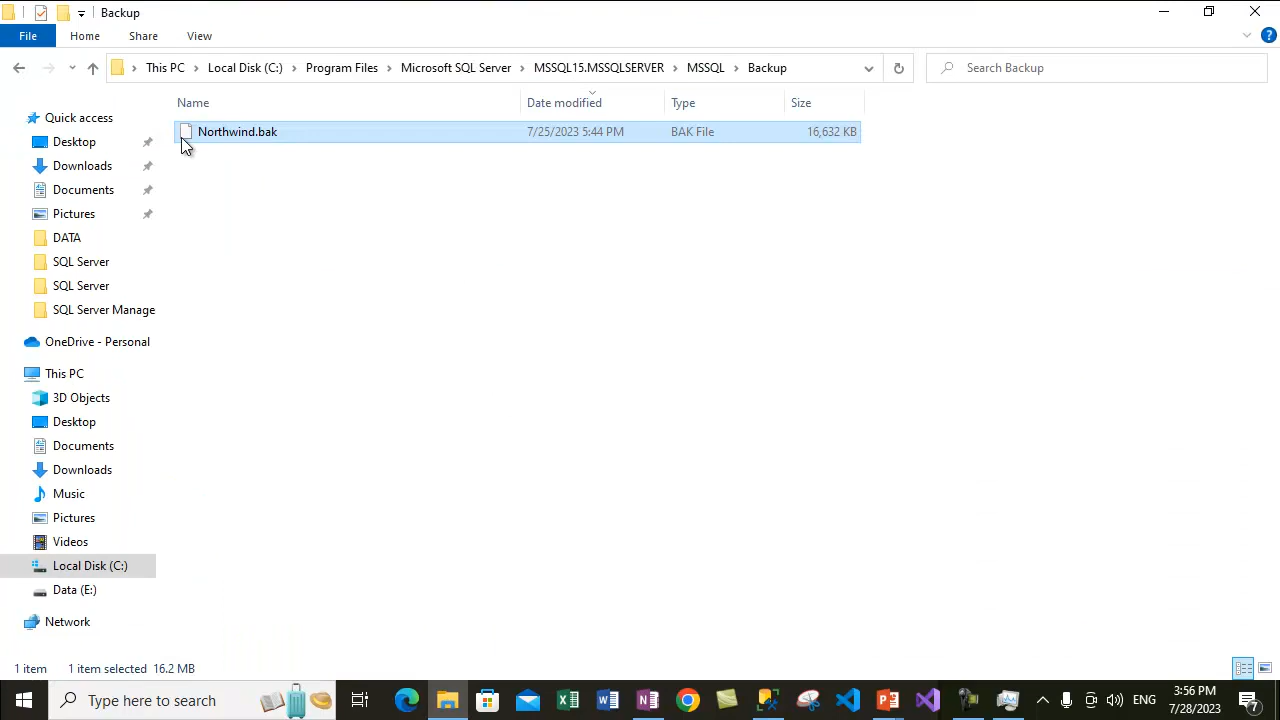 Backup
File Home Share View
This PC Local Disk (C:) Program Files Microsoft SQL Server MSSQL15.MSSQLSERVER MSSQL Backup Search Backup
Name Date modified Type Size
Northwind.bak 7/25/2023 5:44 PM BAK File 16,632 KB
Quick access
Desktop
Downloads
Documents
Pictures
DATA
SQL Server
SQL Server
SQL Server Manage
OneDrive - Personal
This PC
3D Objects
Desktop
Documents
Downloads
Music
Pictures
Videos
Local Disk (C:)
Data (E:)
Network
1 item 1 item selected 16.2 MB
Type here to search ENG 3:56 PM
7/28/2023 7